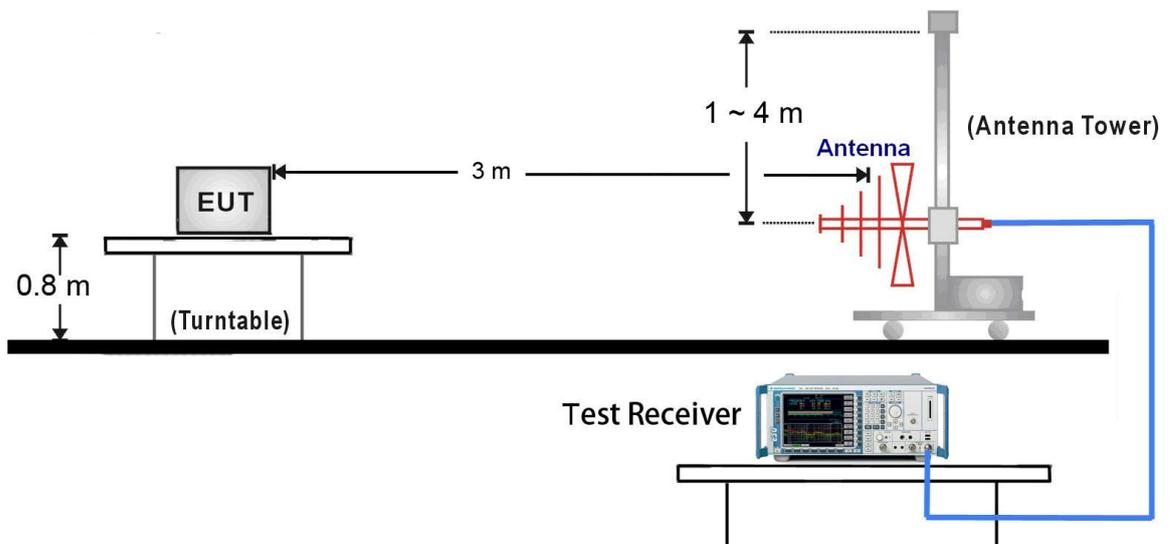 1 ~ 4 m
(Antenna Tower)
Antenna
3 m
EUT
0.8 m
(Turntable)
Test Receiver